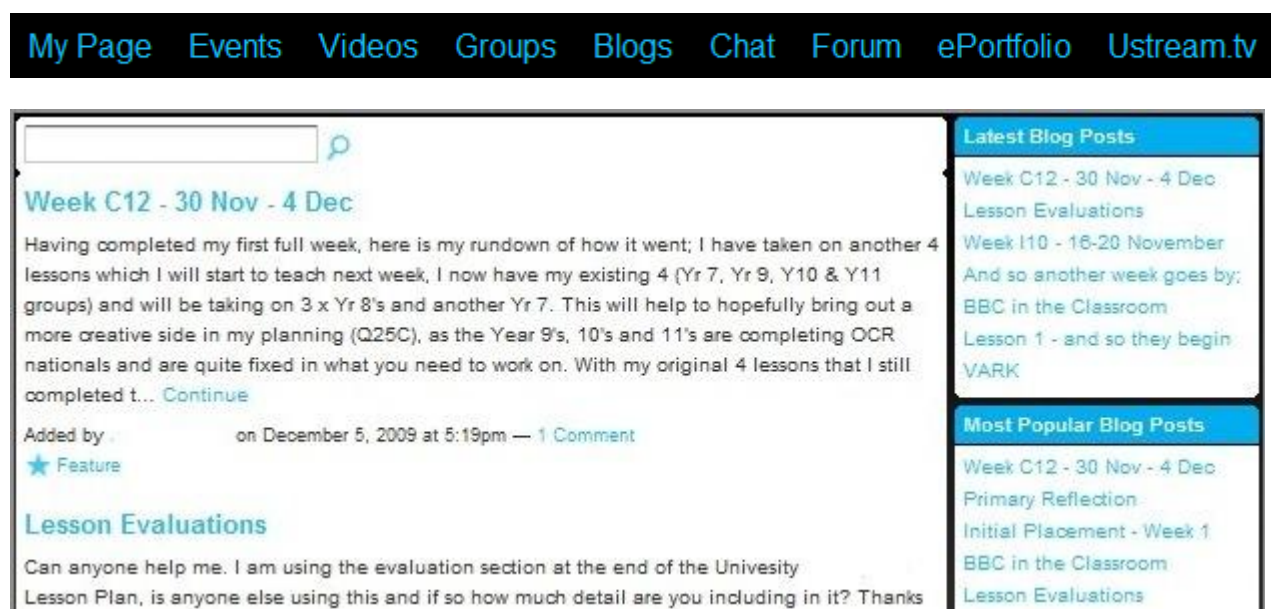 My Page Events Videos Groups Blogs Chat Forum ePortfolio Ustream.tv
Week C12 - 30 Nov - 4 Dec
Having completed my first full week, here is my rundown of how it went; I have taken on another 4
lessons which I will start to teach next week, I now have my existing 4 (Yr 7, Yr 9, Y10 & Y11
groups) and will be taking on 3 x Yr 8's and another Yr 7. This will help to hopefully bring out a
more creative side in my planning (Q25C), as the Year 9's, 10's and 11's are completing OCR
nationals and are quite fixed in what you need to work on. With my original 4 lessons that I still
completed t... Continue
Added by on December 5, 2009 at 5:19pm — 1 Comment
Feature
Lesson Evaluations
Can anyone help me. I am using the evaluation section at the end of the Univesity
Lesson Plan, is anyone else using this and if so how much detail are you including in it? Thanks
Latest Blog Posts
Week C12 - 30 Nov - 4 Dec
Lesson Evaluations
Week I10 - 16-20 November
And so another week goes by;
BBC in the Classroom
Lesson 1 - and so they begin
VARK
Most Popular Blog Posts
Week C12 - 30 Nov - 4 Dec
Primary Reflection
Initial Placement - Week 1
BBC in the Classroom
Lesson Evaluations